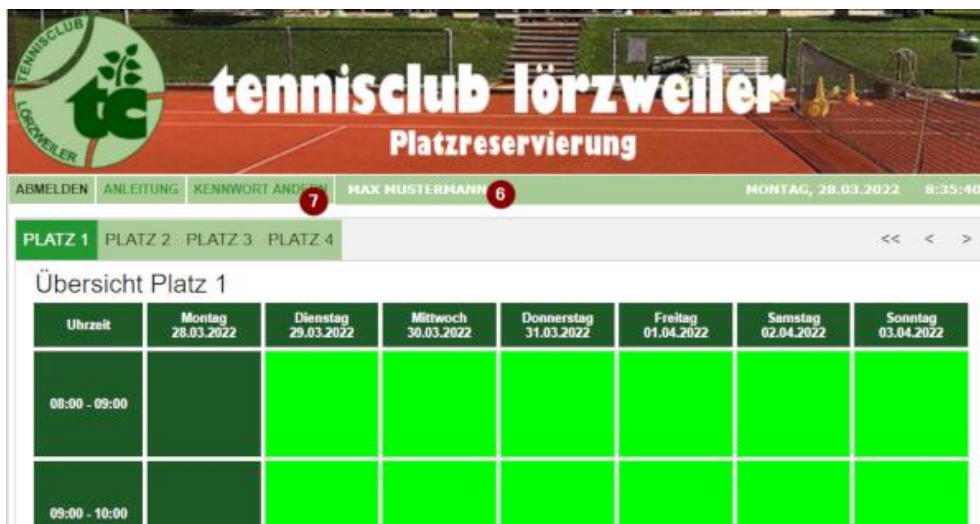 TENNISCLUB
LÖRZWEILER
tc
tennisclub lörzweiler
Platzreservierung
ABMELDEN ANLEITUNG KENNWORT ÄNDERN 7 MAX MUSTERMANN 6 MONTAG, 28.03.2022 8:35:40
PLATZ 1 PLATZ 2 PLATZ 3 PLATZ 4 << < >
Übersicht Platz 1
Uhrzeit Montag Dienstag Mittwoch Donnerstag Freitag Samstag Sonntag
28.03.2022 29.03.2022 30.03.2022 31.03.2022 01.04.2022 02.04.2022 03.04.2022
08:00 - 09:00
09:00 - 10:00